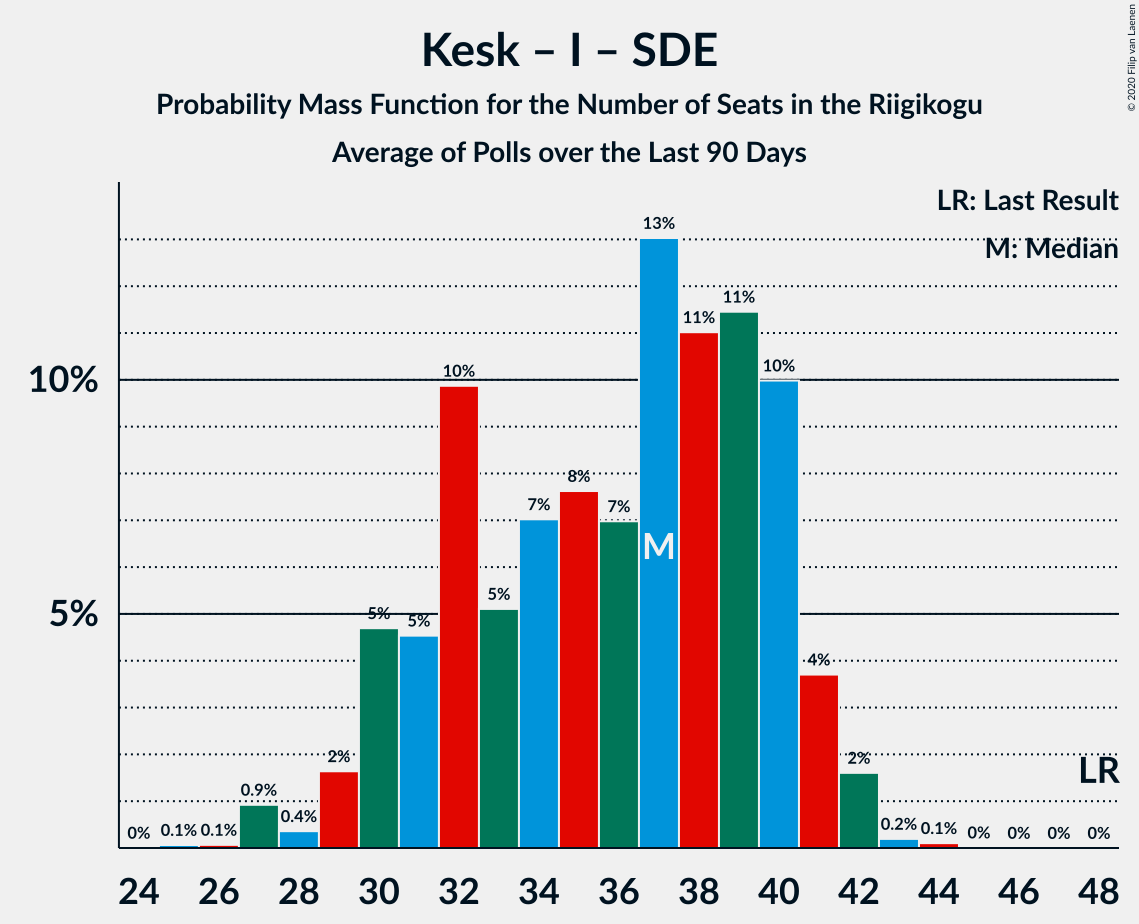 Kesk – I – SDE
Probability Mass Function for the Number of Seats in the Riigikogu
Average of Polls over the Last 90 Days
© 2020 Filip van Laenen
LR: Last Result
M: Median
10%
5%
0% 0.1% 0.1% 0.9% 0.4% 2% 5% 5% 10% 5% 7% 8% 7% 13% 11% 11% 10% 4% 2% 0.2% 0.1% 0% 0% 0% 0%
M
LR
24 26 28 30 32 34 36 38 40 42 44 46 48